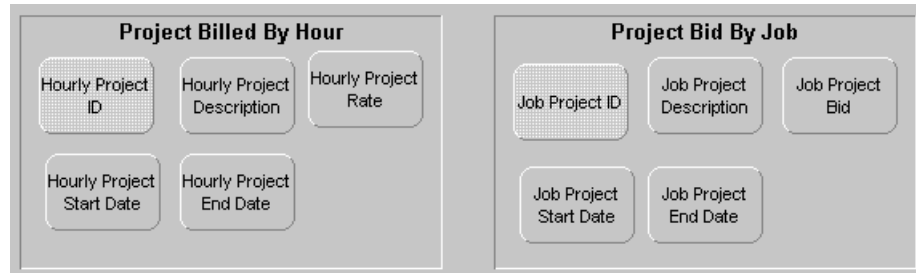 Project Billed By Hour
Hourly Project
ID
Hourly Project
Description
Hourly Project
Rate
Hourly Project
Start Date
Hourly Project
End Date
Project Bid By Job
Job Project ID
Job Project
Description
Job Project
Bid
Job Project
Start Date
Job Project
End Date